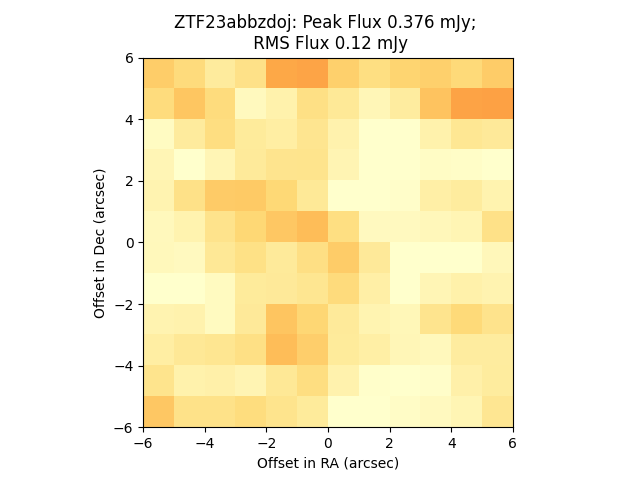 ZTF23abbzdoj: Peak Flux 0.376 mJy;
RMS Flux 0.12 mJy
6
4
2
0
−2
−4
−6
Offset in Dec (arcsec)
−6 −4 −2 0 2 4 6
Offset in RA (arcsec)